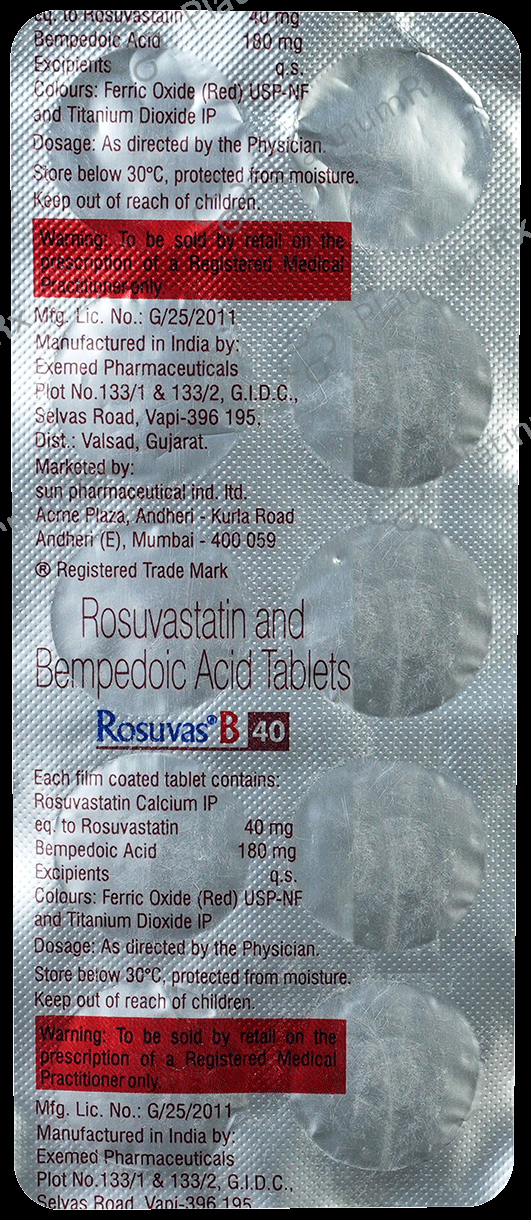 eq. to Rosuvastatin 40 mg
Bempedoic Acid 180 mg
Excipients q.s.
Colours: Ferric Oxide (Red) USP-NF
and Titanium Dioxide IP
Dosage: As directed by the Physician.
Store below 30°C, protected from moisture.
Keep out of reach of children.
Warning: To be sold by retail on the
prescription of a Registered Medical
Practitioner only.
Mfg. Lic. No.: G/25/2011
Manufactured in India by:
Exemed Pharmaceuticals
Plot No.133/1 & 133/2, G.I.D.C.,
Selvas Road, Vapi-396 195,
Dist.: Valsad, Gujarat.
Marketed by:
sun pharmaceutical ind. ltd.
Acme Plaza, Andheri - Kurla Road
Andheri (E), Mumbai - 400 059
® Registered Trade Mark
Rosuvastatin and
Bempedoic Acid Tablets
Rosuvas® B 40
Each film coated tablet contains:
Rosuvastatin Calcium IP
eq. to Rosuvastatin 40 mg
Bempedoic Acid 180 mg
Excipients q.s.
Colours: Ferric Oxide (Red) USP-NF
and Titanium Dioxide IP
Dosage: As directed by the Physician.
Store below 30°C, protected from moisture.
Keep out of reach of children.
Warning: To be sold by retail on the
prescription of a Registered Medical
Practitioner only.
Mfg. Lic. No.: G/25/2011
Manufactured in India by:
Exemed Pharmaceuticals
Plot No.133/1 & 133/2, G.I.D.C.,
Selvas Road, Vapi-396 195